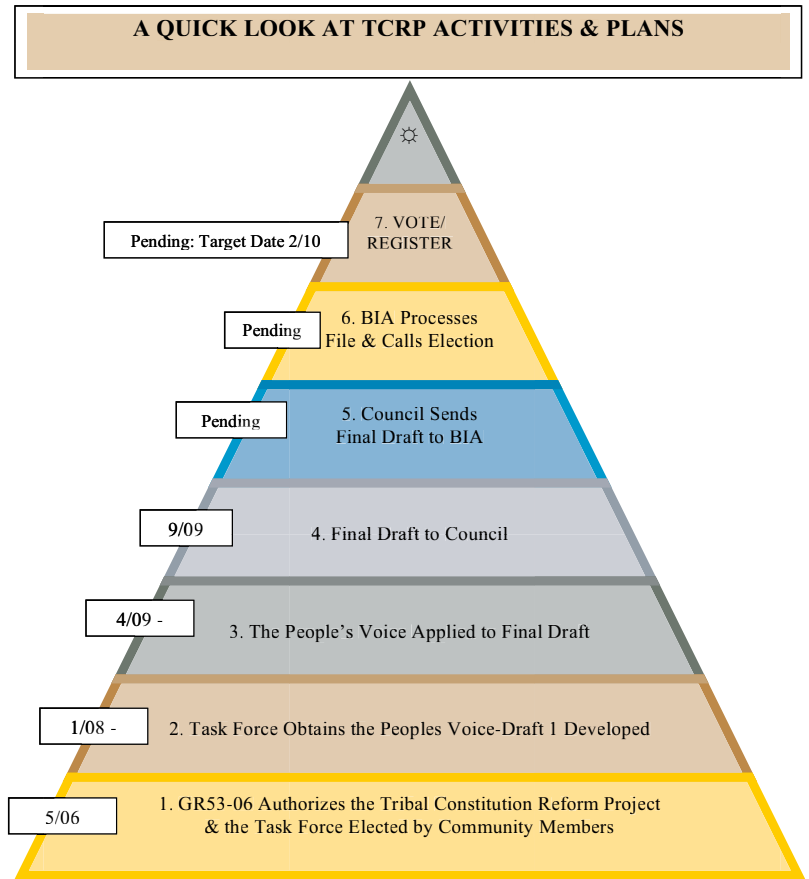 A QUICK LOOK AT TCRP ACTIVITIES & PLANS
☼
7. VOTE/
REGISTER
Pending: Target Date 2/10
6. BIA Processes
File & Calls Election
Pending
5. Council Sends
Final Draft to BIA
Pending
4. Final Draft to Council
9/09
3. The People’s Voice Applied to Final Draft
4/09 -
2. Task Force Obtains the Peoples Voice-Draft 1 Developed
1/08 -
1. GR53-06 Authorizes the Tribal Constitution Reform Project
& the Task Force Elected by Community Members
5/06